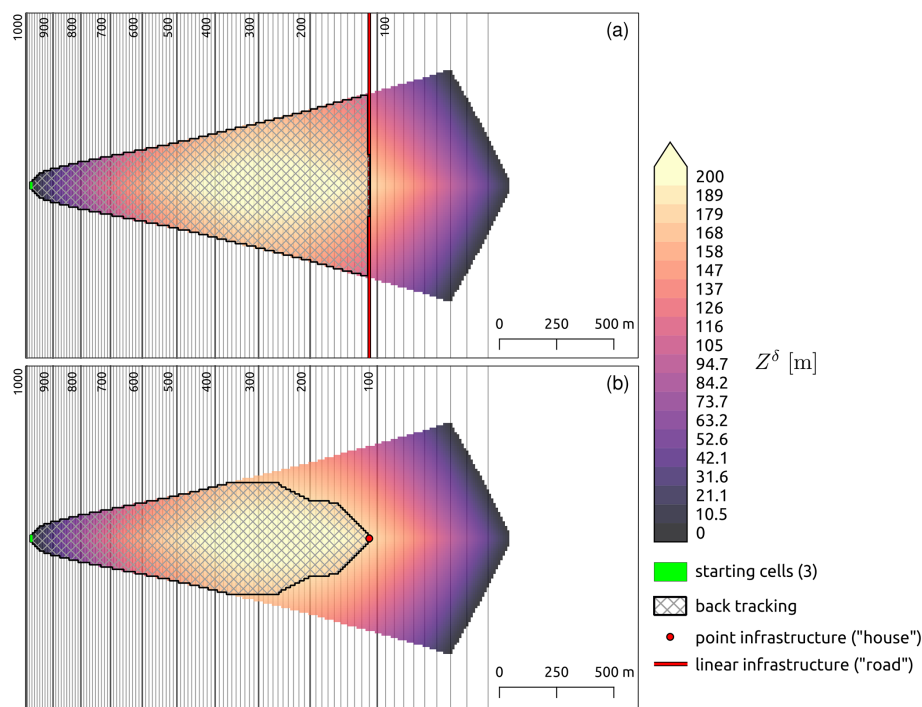 1000 900 800 700 600 500 400 300 200 100
(a)
0 250 500 m
1000 900 800 700 600 500 400 300 200 100
(b)
0 250 500 m
200
189
179
168
158
147
137
126
116
105
94.7
84.2
73.7
63.2
52.6
42.1
31.6
21.1
10.5
0
Z^δ [m]
starting cells (3)
back tracking
point infrastructure ("house")
linear infrastructure ("road")